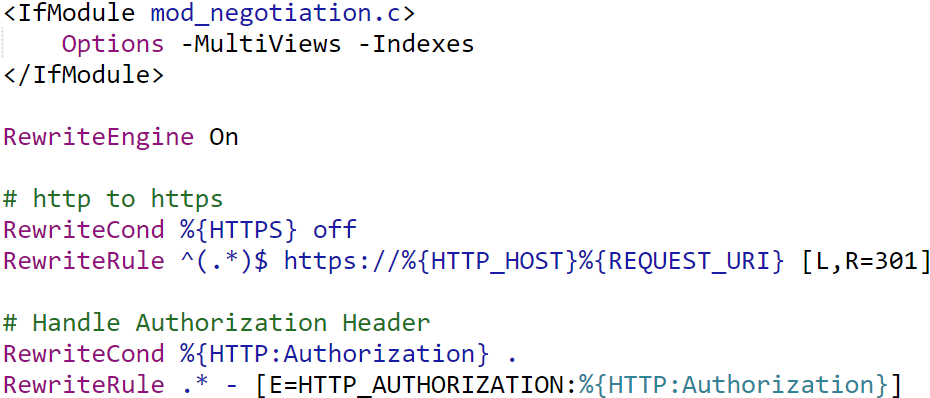 <IfModule mod_negotiation.c>
    Options -MultiViews -Indexes
</IfModule>
RewriteEngine On
# http to https
RewriteCond %{HTTPS} off
RewriteRule ^(.*)$ https://%{HTTP_HOST}%{REQUEST_URI} [L,R=301]
# Handle Authorization Header
RewriteCond %{HTTP:Authorization} .
RewriteRule .* - [E=HTTP_AUTHORIZATION:%{HTTP:Authorization}]